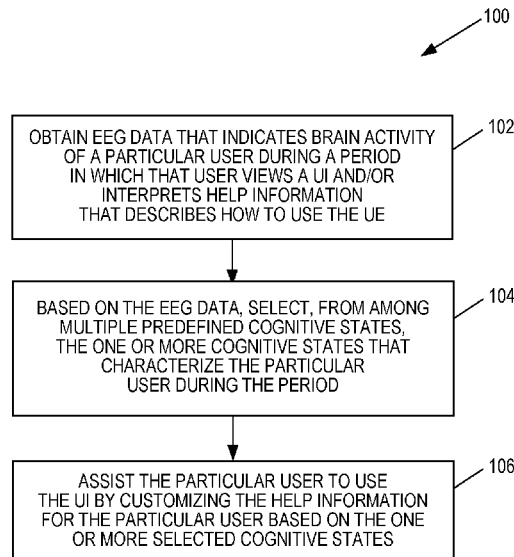 100
102
OBTAIN EEG DATA THAT INDICATES BRAIN ACTIVITY
OF A PARTICULAR USER DURING A PERIOD
IN WHICH THAT USER VIEWS A UI AND/OR
INTERPRETS HELP INFORMATION
THAT DESCRIBES HOW TO USE THE UE
104
BASED ON THE EEG DATA, SELECT, FROM AMONG
MULTIPLE PREDEFINED COGNITIVE STATES,
THE ONE OR MORE COGNITIVE STATES THAT
CHARACTERIZE THE PARTICULAR
USER DURING THE PERIOD
106
ASSIST THE PARTICULAR USER TO USE
THE UI BY CUSTOMIZING THE HELP INFORMATION
FOR THE PARTICULAR USER BASED ON THE ONE
OR MORE SELECTED COGNITIVE STATES